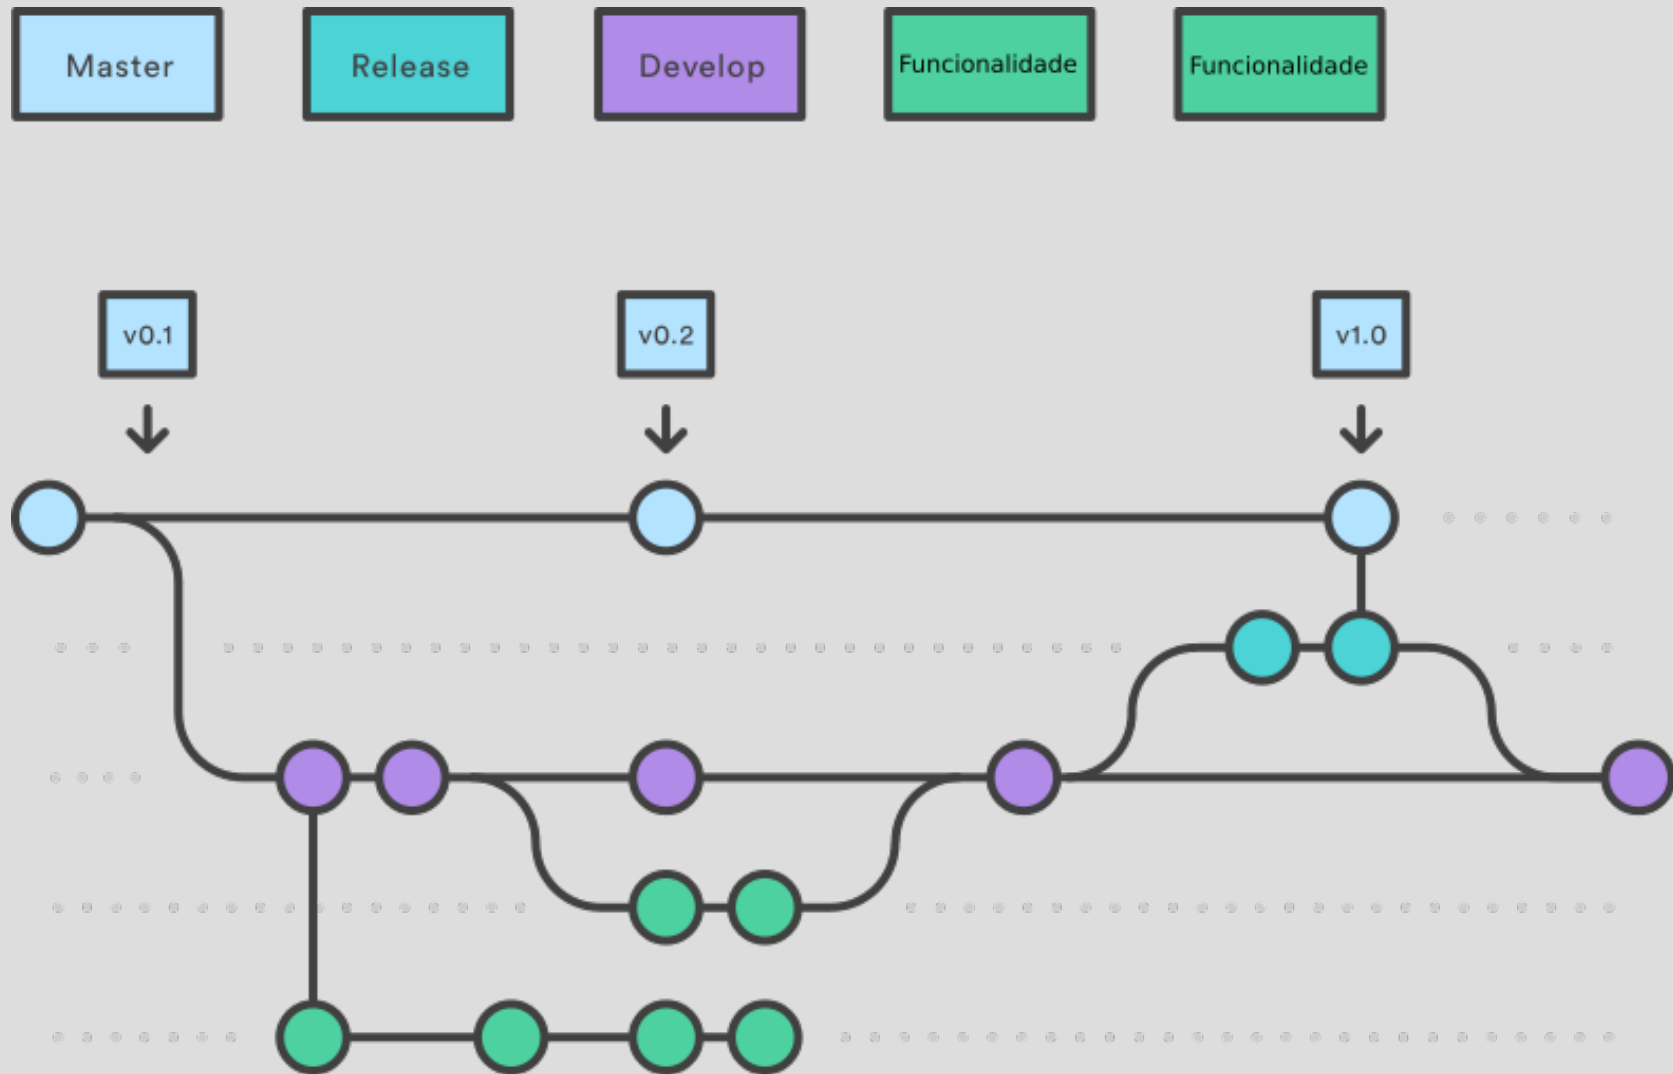 Master
Release
Develop
Funcionalidade
Funcionalidade
v0.1
v0.2
v1.0